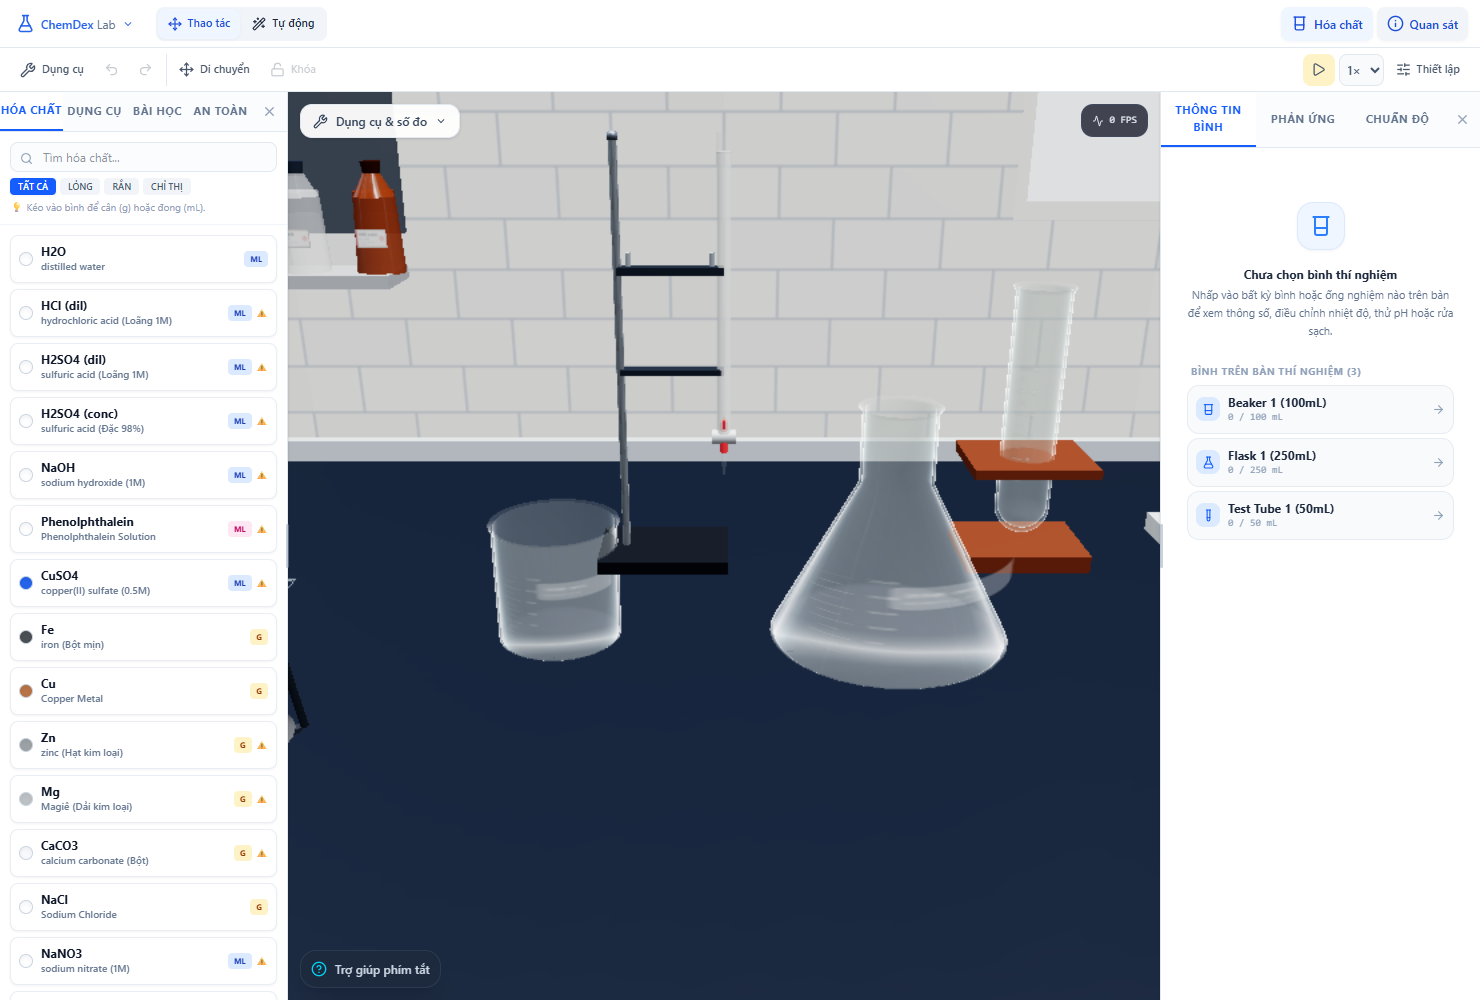 ChemDex Lab
Thao tác
Tự động
Hóa chất
Quan sát
Dụng cụ
Di chuyển
Khóa
1×
Thiết lập
HÓA CHẤT
DỤNG CỤ
BÀI HỌC
AN TOÀN
Tìm hóa chất...
TẤT CẢ
LỎNG
RẮN
CHỈ THỊ
Kéo vào bình để cân (g) hoặc đong (mL).
H2O
distilled water
ML
HCl (dil)
hydrochloric acid (Loãng 1M)
ML
H2SO4 (dil)
sulfuric acid (Loãng 1M)
ML
H2SO4 (conc)
sulfuric acid (Đặc 98%)
ML
NaOH
sodium hydroxide (1M)
ML
Phenolphthalein
Phenolphthalein Solution
ML
CuSO4
copper(II) sulfate (0.5M)
ML
Fe
iron (Bột mịn)
G
Cu
Copper Metal
G
Zn
zinc (Hạt kim loại)
G
Mg
Magiê (Dải kim loại)
G
CaCO3
calcium carbonate (Bột)
G
NaCl
Sodium Chloride
G
NaNO3
sodium nitrate (1M)
ML
Dụng cụ & số đo
0 FPS
Trợ giúp phím tắt
THÔNG TIN
BÌNH
PHẢN ỨNG
CHUẨN ĐỘ
Chưa chọn bình thí nghiệm
Nhấp vào bất kỳ bình hoặc ống nghiệm nào trên bàn
để xem thông số, điều chỉnh nhiệt độ, thử pH hoặc rửa
sạch.
BÌNH TRÊN BÀN THÍ NGHIỆM (3)
Beaker 1 (100mL)
0 / 100 mL
Flask 1 (250mL)
0 / 250 mL
Test Tube 1 (50mL)
0 / 50 mL